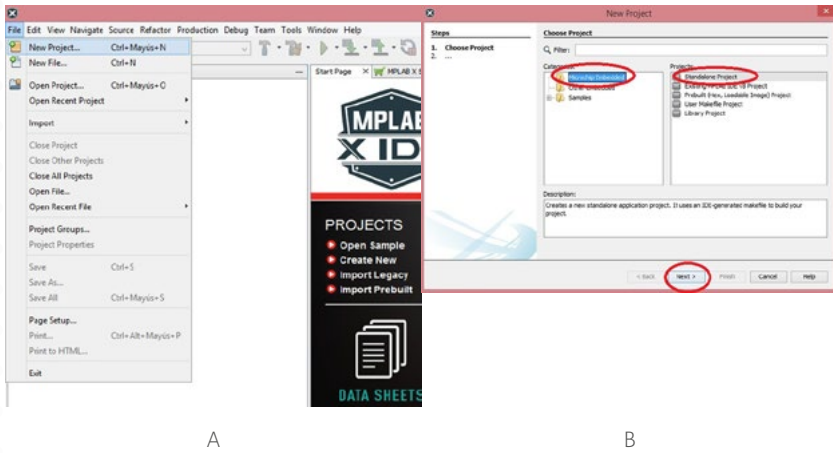 File Edit View Navigate Source Refactor Production Debug Team Tools Window Help
New Project... Ctrl+Mayús+N
New File... Ctrl+N
Open Project... Ctrl+Mayús+O
Open Recent Project
Import
Close Project
Close Other Projects
Close All Projects
Open File...
Open Recent File
Project Groups...
Project Properties
Save Ctrl+S
Save As...
Save All Ctrl+Mayús+S
Page Setup...
Print... Ctrl+Alt+Mayús+P
Print to HTML...
Exit
Start Page MPLAB X
MPLAB
X ID
PROJECTS
Open Sample
Create New
Import Legacy
Import Prebuilt
DATA SHEETS
A
New Project
Steps
1. Choose Project
2. ...
Choose Project
Filter:
Categories:
Microchip Embedded
Other Embedded
Samples
Projects:
Standalone Project
Existing MPLAB IDE v8 Project
Prebuilt (Hex, Loadable Image) Project
User Makefile Project
Library Project
Description:
Creates a new standalone application project. It uses an IDE-generated makefile to build your
project.
< Back Next > Finish Cancel Help
B